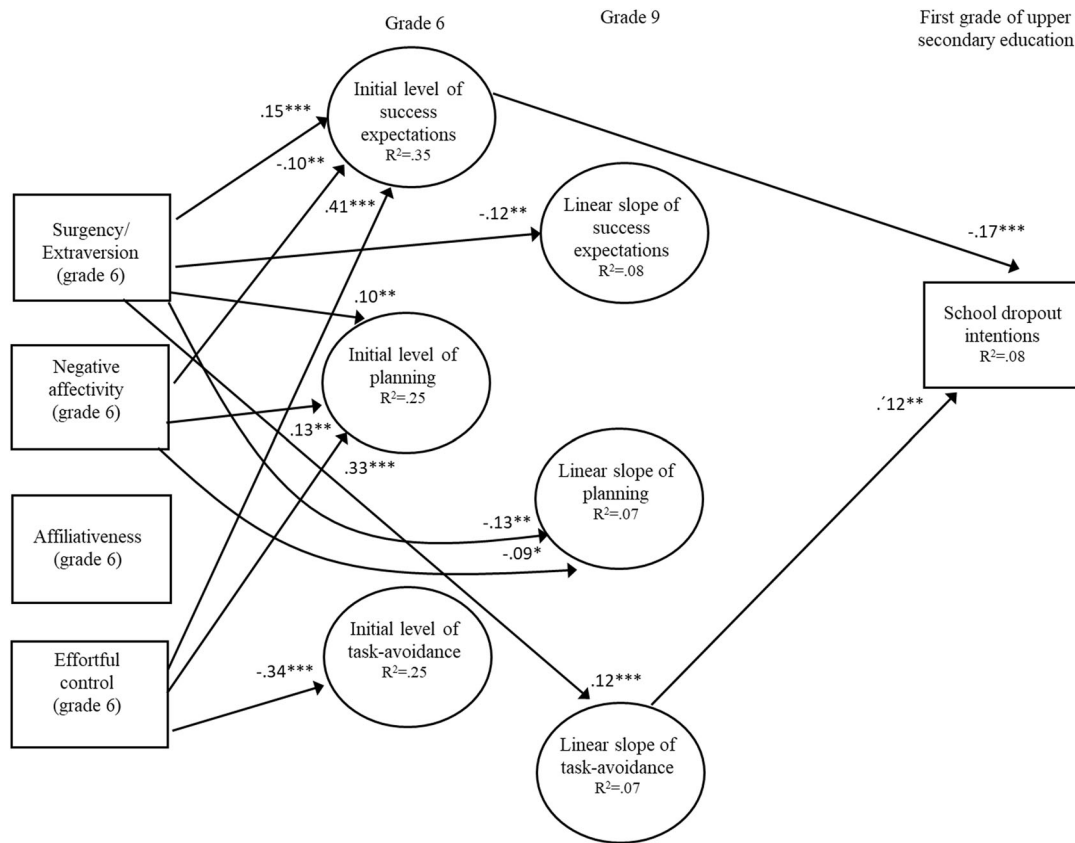 Grade 6
Grade 9
First grade of upper
secondary education
Initial level of
success
expectations
R²=.35
.15***
-.10**
.41***
Surgency/
Extraversion
(grade 6)
-.12**
Linear slope of
success
expectations
R²=.08
-.17***
.10**
Initial level of
planning
R²=.25
School dropout
intentions
R²=.08
Negative
affectivity
(grade 6)
.13**
.33***
.´12**
Linear slope of
planning
R²=.07
-.13**
-.09*
Affiliativeness
(grade 6)
Initial level of
task-avoidance
R²=.25
Effortful
control
(grade 6)
-.34***
.12***
Linear slope of
task-avoidance
R²=.07